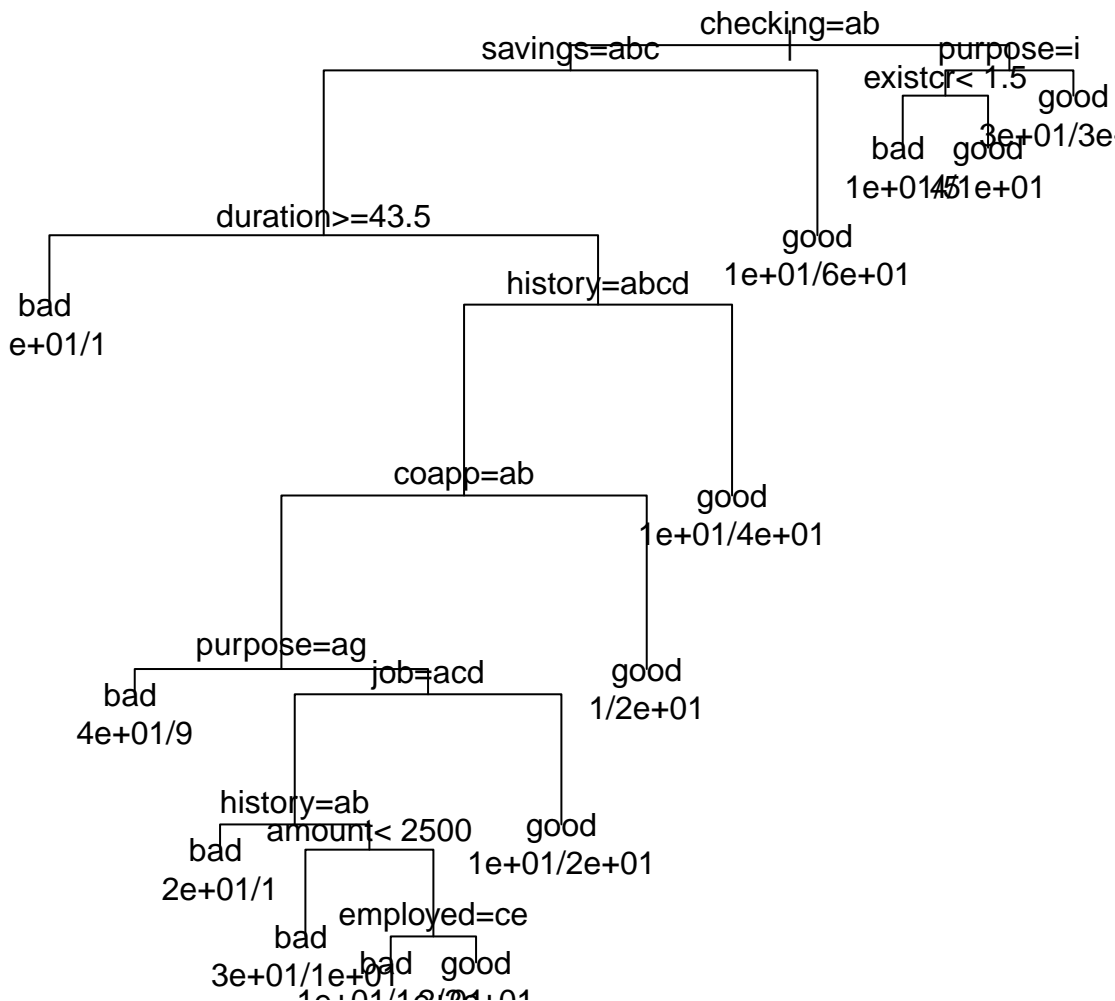 checking=ab
savings=abc
purpose=i
existcr< 1.5
good
bad
good
duration>=43.5
good
1e+01/6e+01
history=abcd
bad
e+01/1
coapp=ab
good
1e+01/4e+01
purpose=ag
job=acd
good
1/2e+01
bad
4e+01/9
history=ab
amount< 2500
good
1e+01/2e+01
bad
2e+01/1
employed=ce
bad
3e+01/1e+01
bad
good